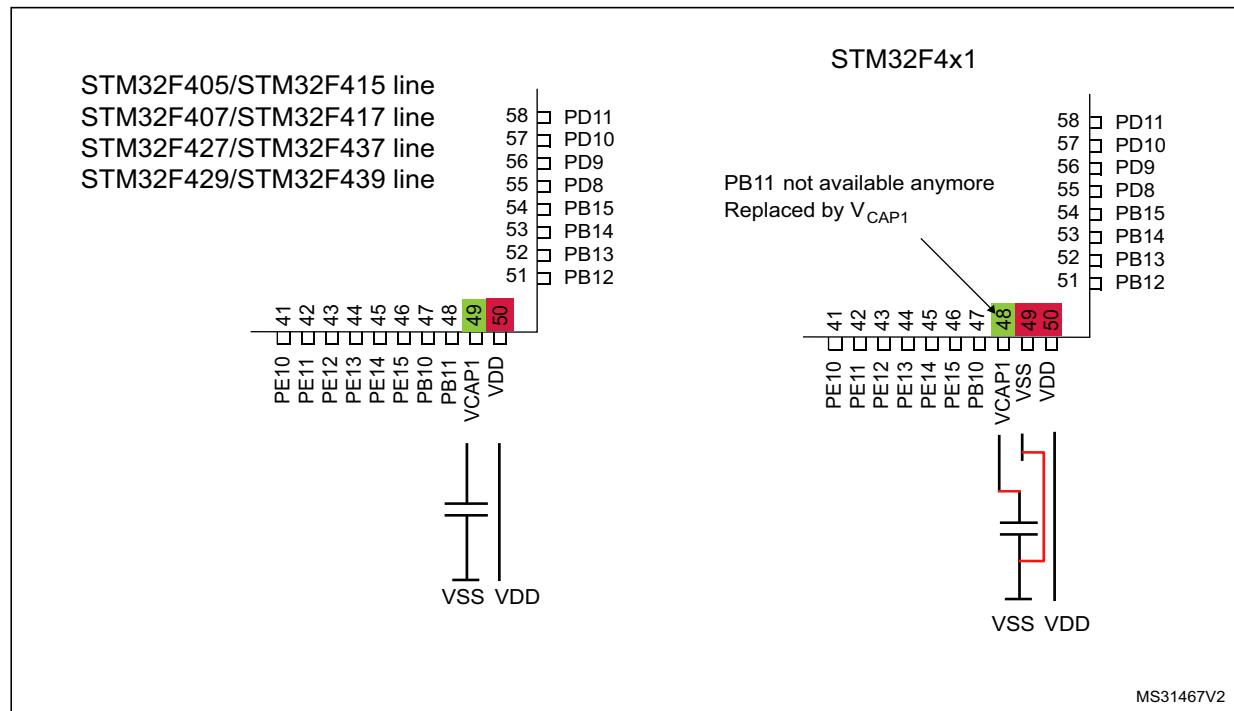 STM32F405/STM32F415 line
STM32F407/STM32F417 line
STM32F427/STM32F437 line
STM32F429/STM32F439 line
58 PD11
57 PD10
56 PD9
55 PD8
54 PB15
53 PB14
52 PB13
51 PB12
41 42 43 44 45 46 47 48 49 50
PE10 PE11 PE12 PE13 PE14 PE15 PB10 PB11 VCAP1 VDD
VSS VDD
STM32F4x1
PB11 not available anymore
Replaced by VCAP1
58 PD11
57 PD10
56 PD9
55 PD8
54 PB15
53 PB14
52 PB13
51 PB12
41 42 43 44 45 46 47 48 49 50
PE10 PE11 PE12 PE13 PE14 PE15 PB10 VCAP1 VSS VDD
VSS VDD
MS31467V2